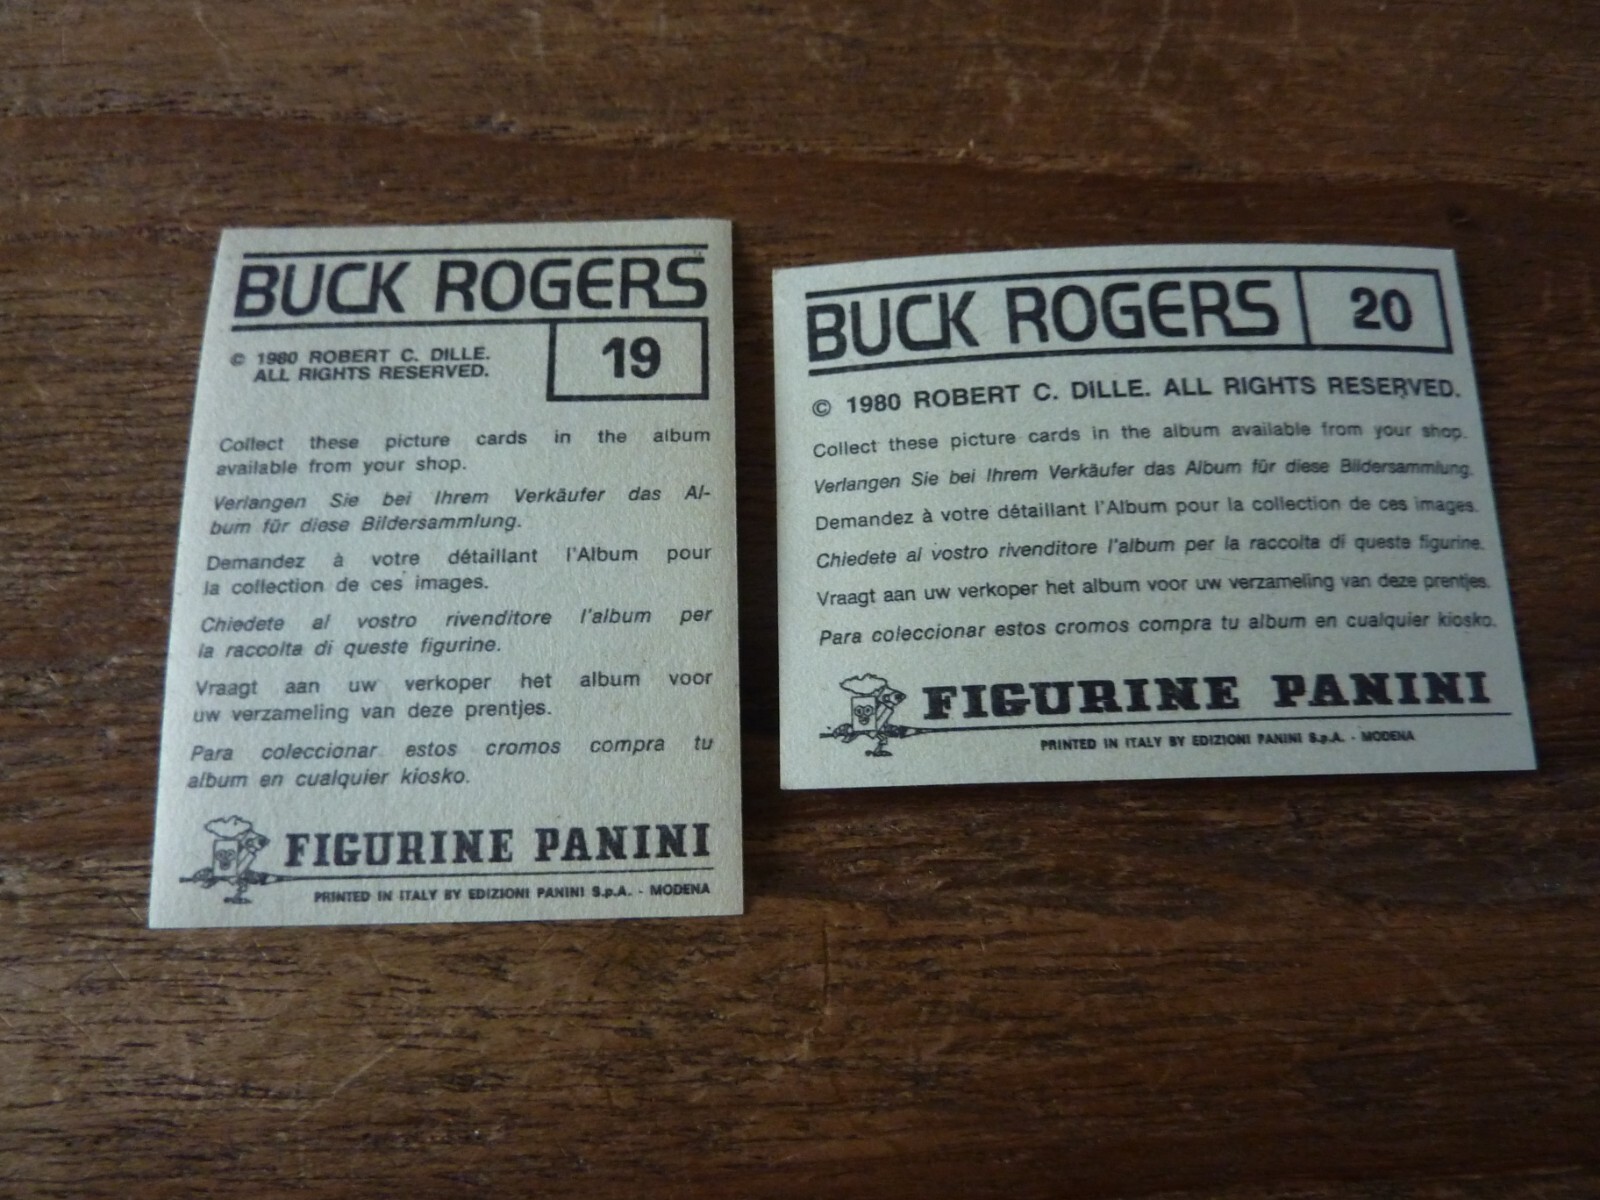 BUCK ROGERS
19
© 1980 ROBERT C. DILLE.
ALL RIGHTS RESERVED.
Collect these picture cards in the album
available from your shop.
Verlangen Sie bei Ihrem Verkäufer das Al-
bum für diese Bildersammlung.
Demandez à votre détaillant l'Album pour
la collection de ces images.
Chiedete al vostro rivenditore l'album per
la raccolta di queste figurine.
Vraagt aan uw verkoper het album voor
uw verzameling van deze prentjes.
Para coleccionar estos cromos compra tu
album en cualquier kiosko.
FIGURINE PANINI
PRINTED IN ITALY BY EDIZIONI PANINI S.p.A. - MODENA
BUCK ROGERS
20
© 1980 ROBERT C. DILLE. ALL RIGHTS RESERVED.
Collect these picture cards in the album available from your shop.
Verlangen Sie bei Ihrem Verkäufer das Album für diese Bildersammlung.
Demandez à votre détaillant l'Album pour la collection de ces images.
Chiedete al vostro rivenditore l'album per la raccolta di queste figurine.
Vraagt aan uw verkoper het album voor uw verzameling van deze prentjes.
Para coleccionar estos cromos compra tu album en cualquier kiosko.
FIGURINE PANINI
PRINTED IN ITALY BY EDIZIONI PANINI S.p.A. - MODENA